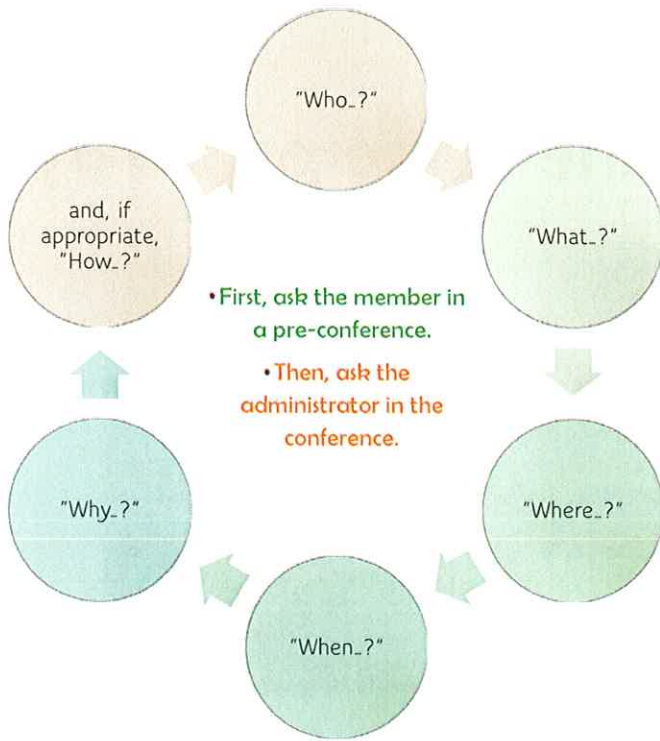 "Who..?"
"What..?"
"Where..?"
"When..?"
"Why..?"
and, if
appropriate,
"How..?"
•First, ask the member in
a pre-conference.
•Then, ask the
administrator in the
conference.